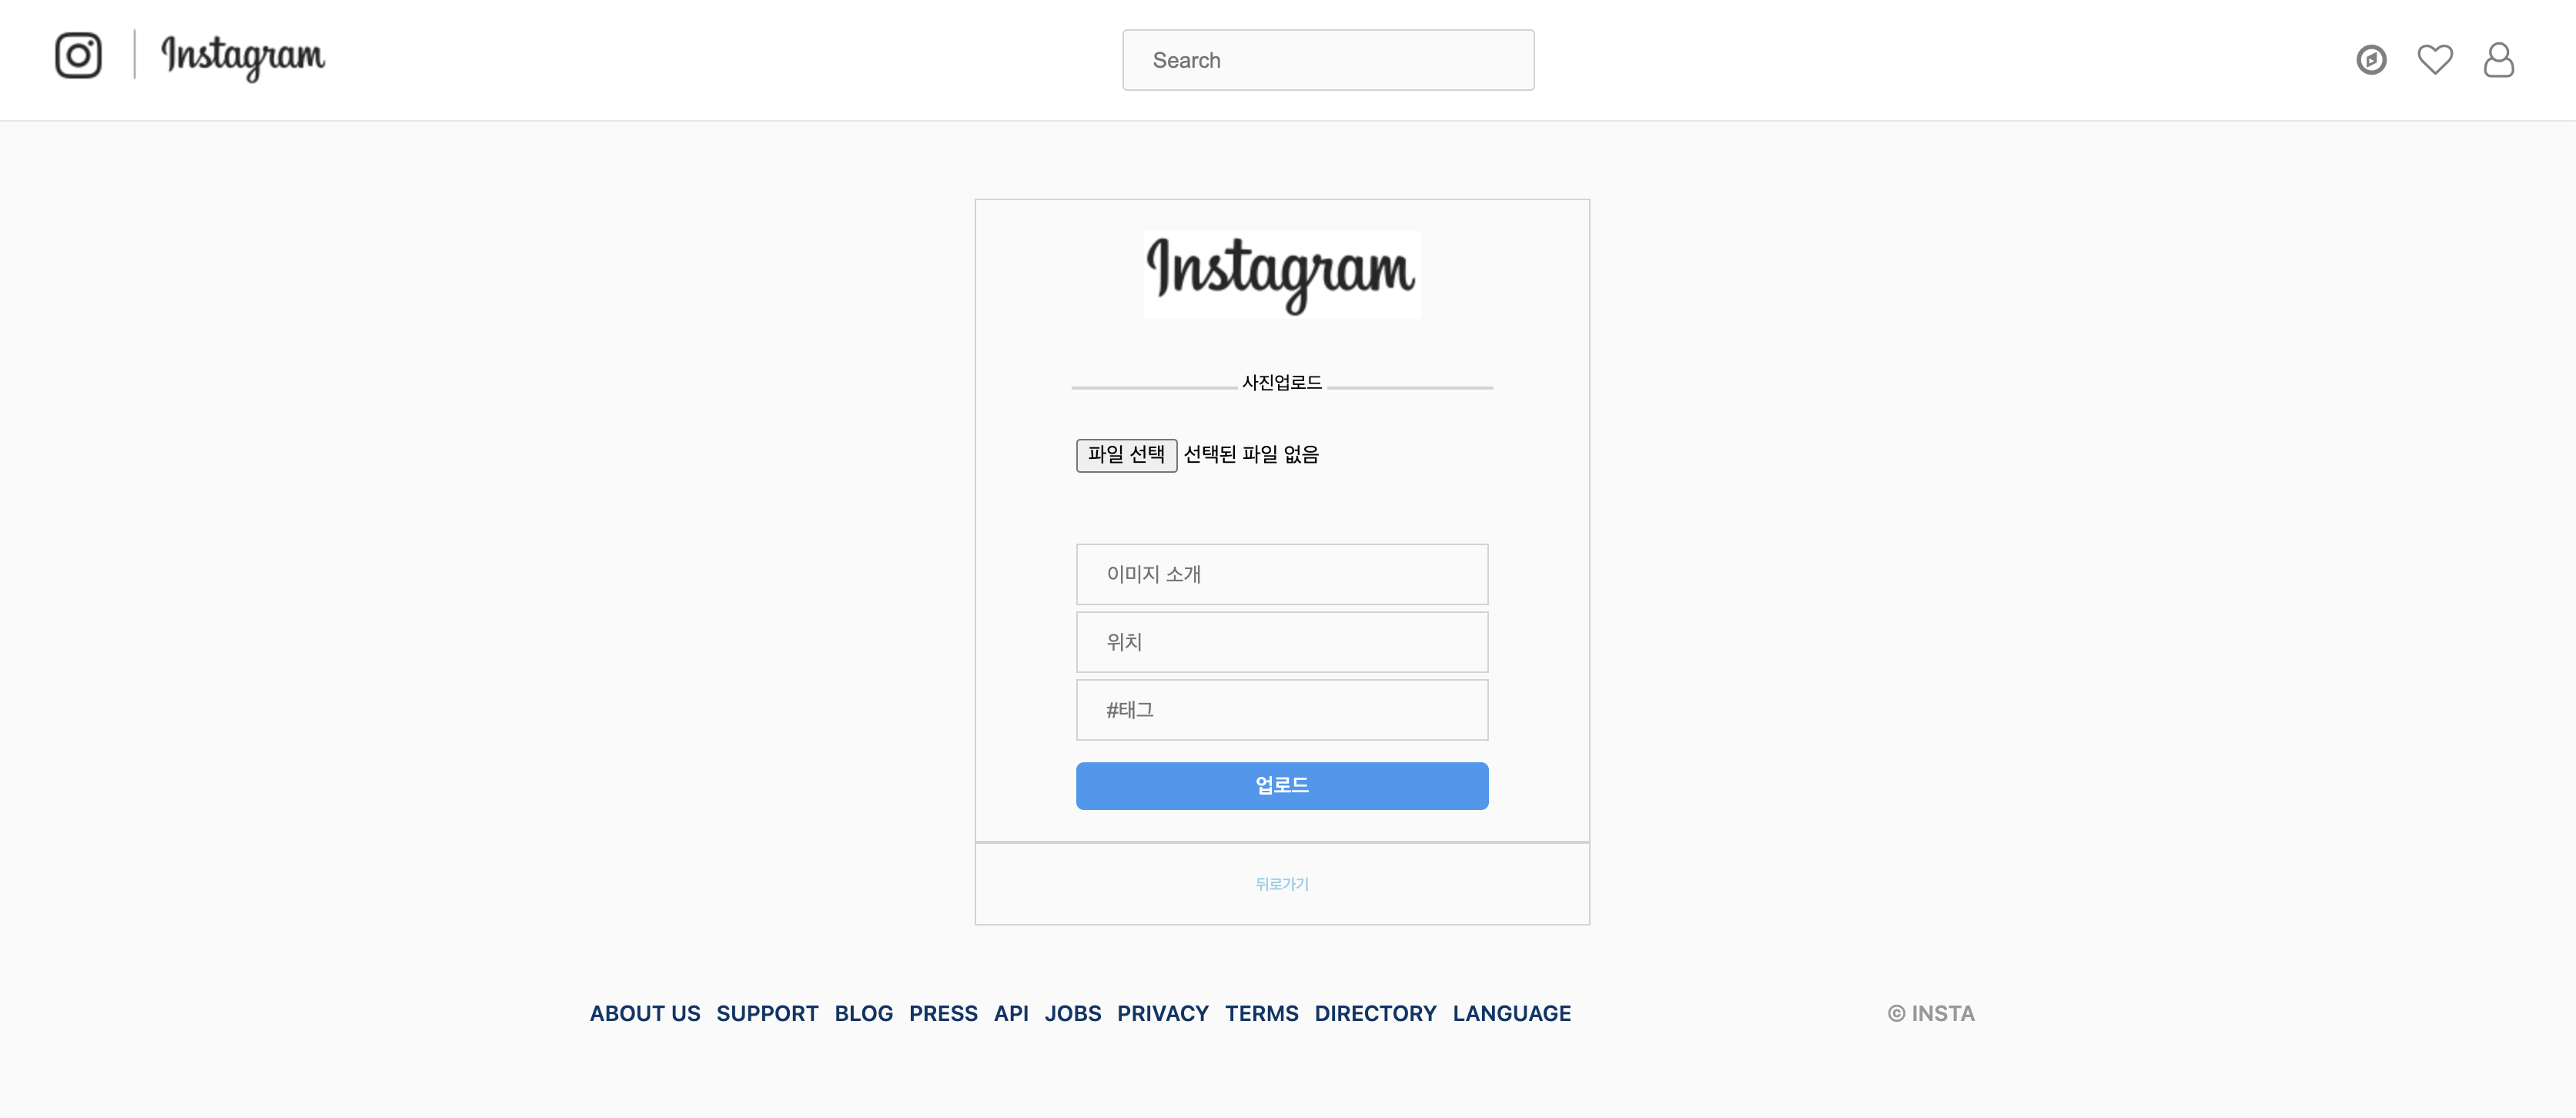 Instagram
Search
Instagram
사진업로드
파일 선택 선택된 파일 없음
이미지 소개
위치
#태그
업로드
뒤로가기
ABOUT US SUPPORT BLOG PRESS API JOBS PRIVACY TERMS DIRECTORY LANGUAGE © INSTA